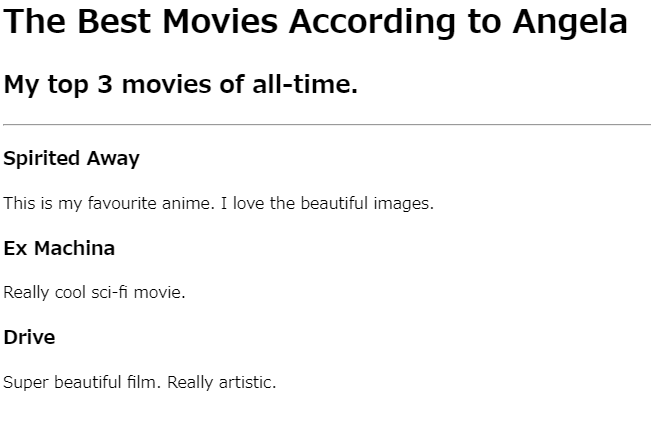 The Best Movies According to Angela
My top 3 movies of all-time.
Spirited Away
This is my favourite anime. I love the beautiful images.
Ex Machina
Really cool sci-fi movie.
Drive
Super beautiful film. Really artistic.